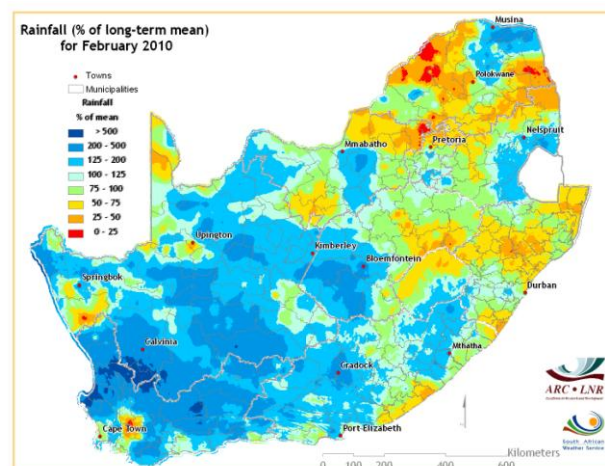 Rainfall (% of long-term mean)
for February 2010
Towns
Municipalities
Rainfall
% of mean
> 500
200 - 500
125 - 200
100 - 125
75 - 100
50 - 75
25 - 50
0 - 25
Musina
Polokwane
Nelspruit
Mmabatho
Pretoria
Upington
Kimberley
Bloemfontein
Springbok
Durban
Calvinia
Mthatha
Cradock
Cape Town
Port-Elizabeth
ARC • LNR
South African
Weather Service
Kilometers
0 100 200 400 600